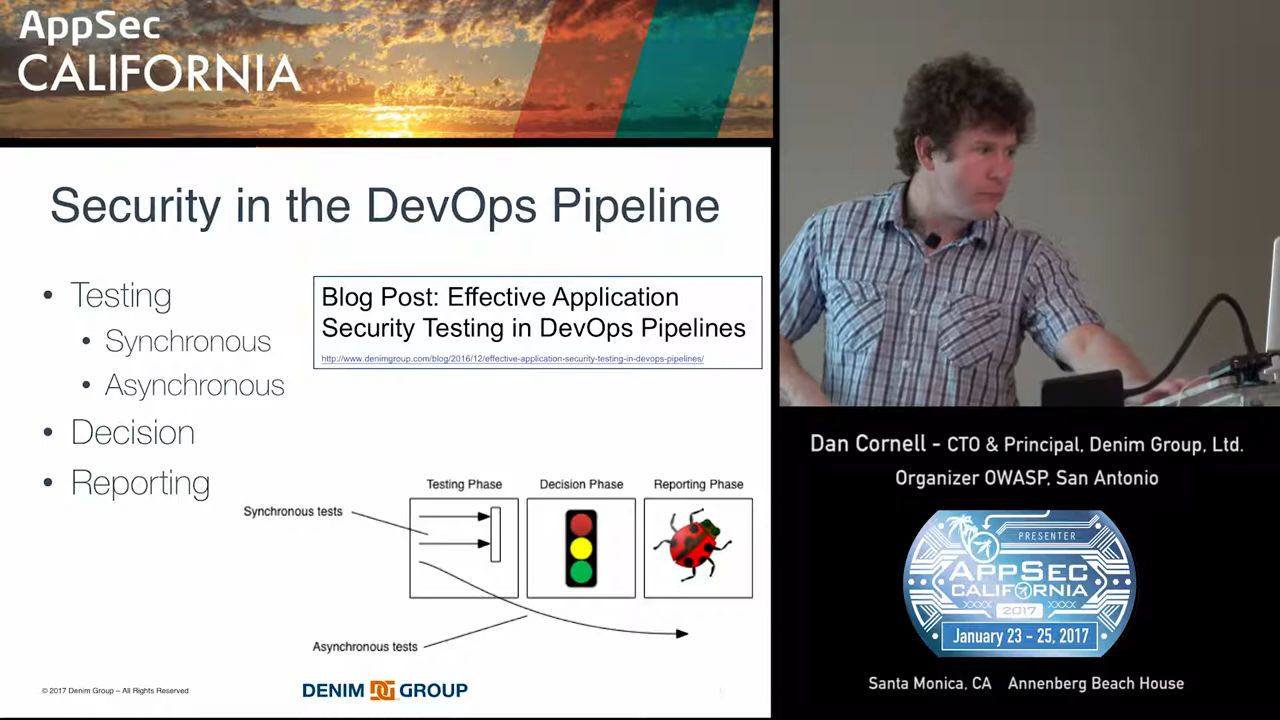 AppSec
CALIFORNIA
Security in the DevOps Pipeline
• Testing
• Synchronous
• Asynchronous
• Decision
• Reporting
Blog Post: Effective Application
Security Testing in DevOps Pipelines
http://www.denimgroup.com/blog/2016/12/effective-application-security-testing-in-devops-pipelines/
Testing Phase
Decision Phase
Reporting Phase
Synchronous tests
Asynchronous tests
© 2017 Denim Group – All Rights Reserved
DENIM DG GROUP
Dan Cornell - CTO & Principal, Denim Group, Ltd.
Organizer OWASP, San Antonio
PRESENTER
APPSEC
CALIFORNIA
2017
January 23 - 25, 2017
Santa Monica, CA Annenberg Beach House